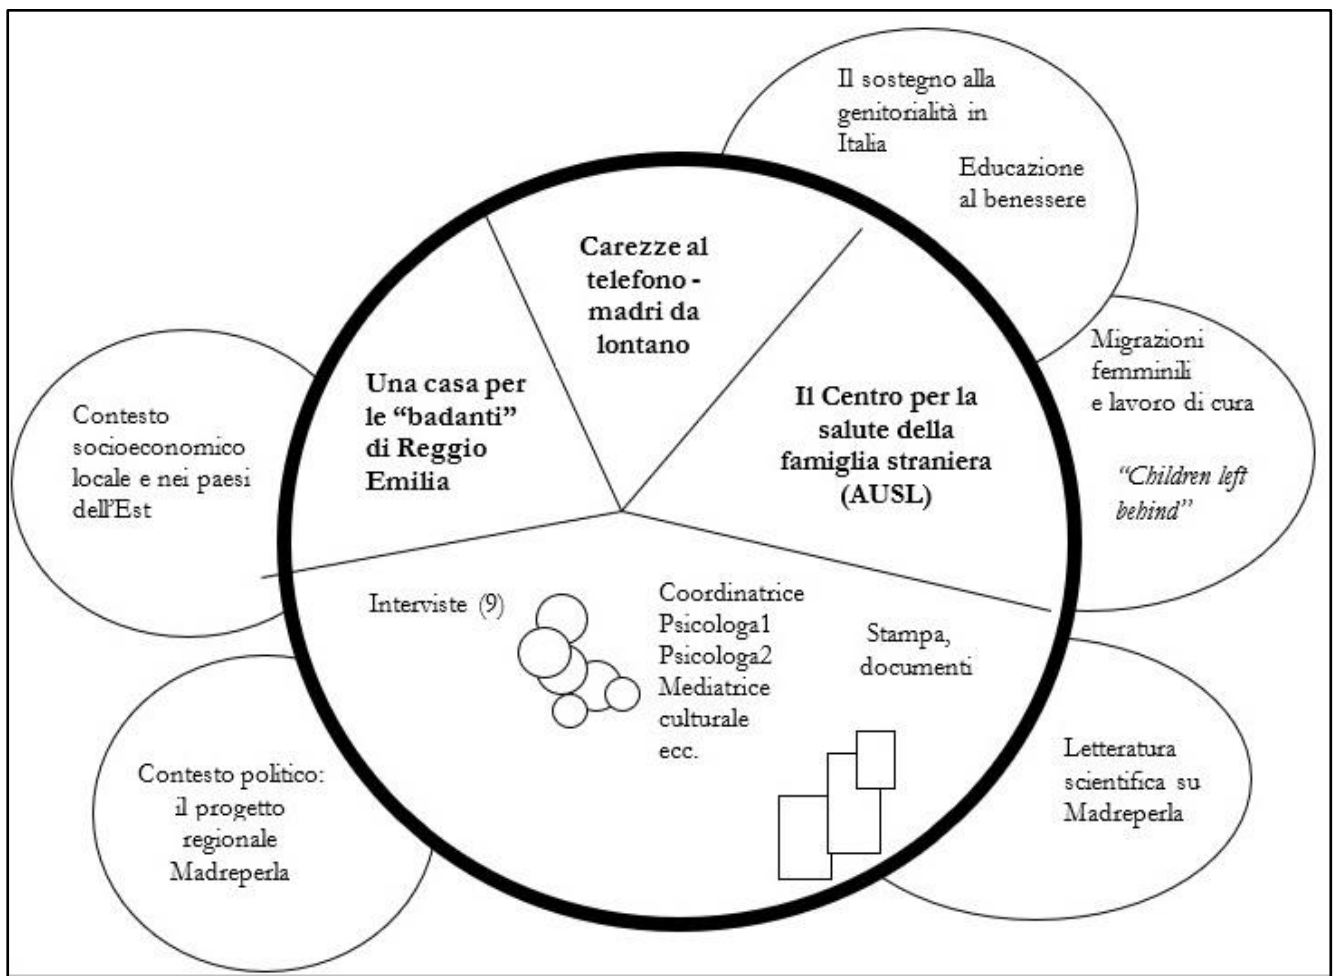 Il sostegno alla
genitorialità in
Italia
Educazione
al benessere
Carezze al
telefono -
madri da
lontano
Migrazioni
femminili
e lavoro di cura
“Children left
behind”
Una casa per
le “badanti”
di Reggio
Emilia
Il Centro per la
salute della
famiglia straniera
(AUSL)
Contesto
socioeconomico
locale e nei paesi
dell’Est
Interviste (9)
Coordinatrice
Psicologa1
Psicologa2
Mediatrice
culturale
ecc.
Stampa,
documenti
Contesto politico:
il progetto
regionale
Madreperla
Letteratura
scientifica su
Madreperla